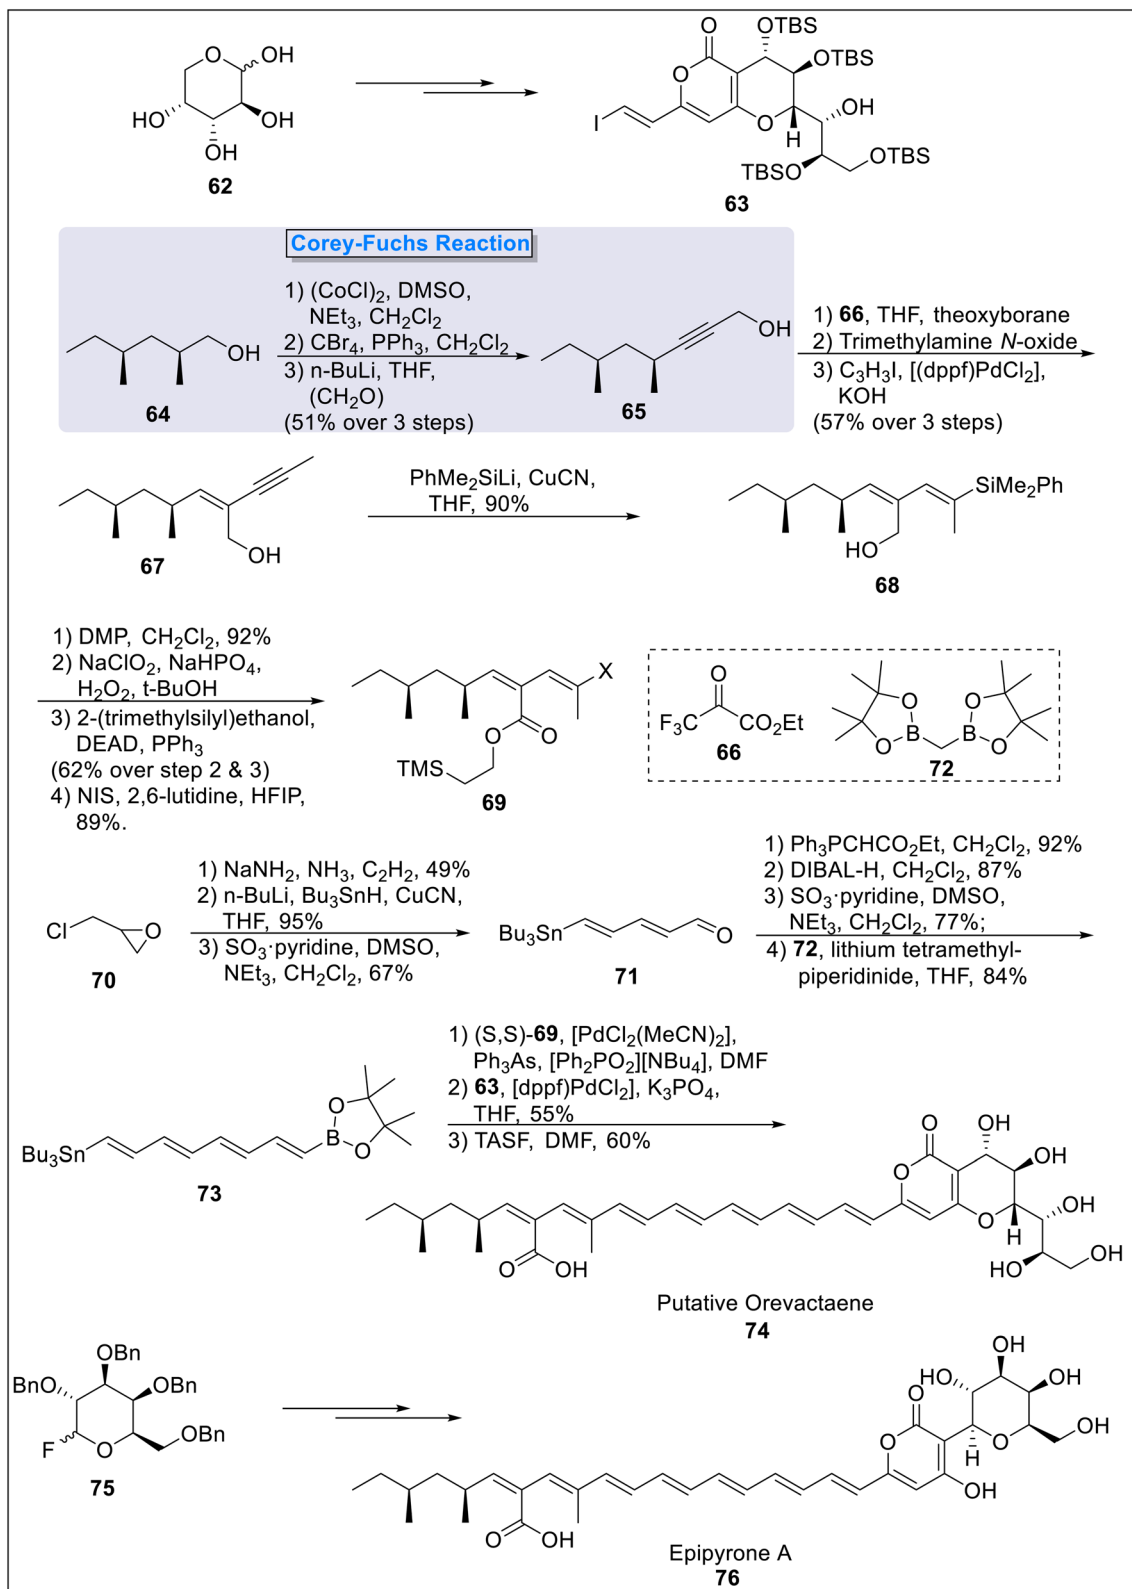 O OH
HO OH
OH
62
O OTBS
O OTBS
I O H OH
TBSO OTBS
63
Corey-Fuchs Reaction
1) (CoCl)₂, DMSO,
NEt₃, CH₂Cl₂
2) CBr₄, PPh₃, CH₂Cl₂
3) n-BuLi, THF,
(CH₂O)
(51% over 3 steps)
OH
64
OH
65
1) 66, THF, theoxyborane
2) Trimethylamine N-oxide
3) C₃H₃I, [(dppf)PdCl₂],
KOH
(57% over 3 steps)
OH
67
PhMe₂SiLi, CuCN,
THF, 90%
SiMe₂Ph
HO
68
1) DMP, CH₂Cl₂, 92%
2) NaClO₂, NaHPO₄,
H₂O₂, t-BuOH
3) 2-(trimethylsilyl)ethanol,
DEAD, PPh₃
(62% over step 2 & 3)
4) NIS, 2,6-lutidine, HFIP,
89%.
X
O O
TMS
69
O
F₃C CO₂Et
66
O O
B B
O O
72
Cl O
70
1) NaNH₂, NH₃, C₂H₂, 49%
2) n-BuLi, Bu₃SnH, CuCN,
THF, 95%
3) SO₃·pyridine, DMSO,
NEt₃, CH₂Cl₂, 67%
Bu₃Sn O
71
1) Ph₃PCHCO₂Et, CH₂Cl₂, 92%
2) DIBAL-H, CH₂Cl₂, 87%
3) SO₃·pyridine, DMSO,
NEt₃, CH₂Cl₂, 77%;
4) 72, lithium tetramethyl-
piperidinide, THF, 84%
O
B
O
Bu₃Sn
73
1) (S,S)-69, [PdCl₂(MeCN)₂],
Ph₃As, [Ph₂PO₂][NBu₄], DMF
2) 63, [dppf)PdCl₂], K₃PO₄,
THF, 55%
3) TASF, DMF, 60%
O OH
O OH
O H OH
HO OH
O OH
Putative Orevactaene
74
OBn
BnO OBn
F O OBn
75
OH
O OH OH
O H O OH
OH
O OH
Epipyrone A
76